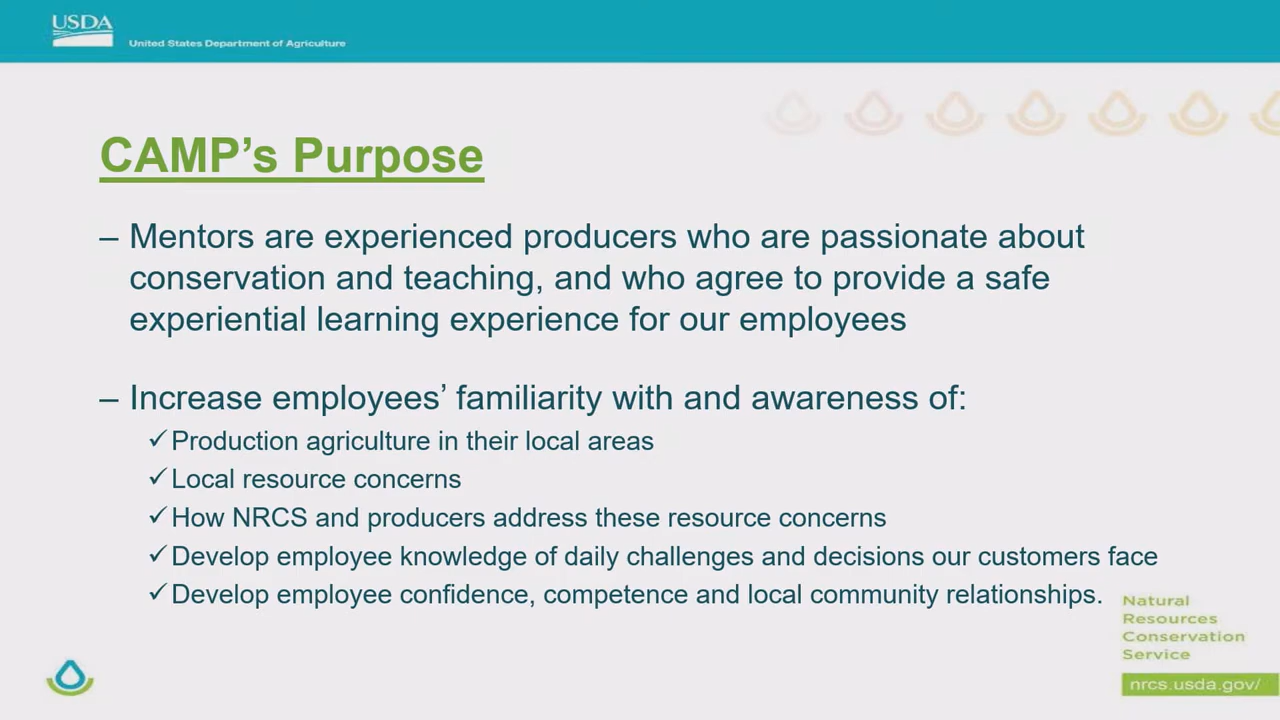 USDA
United States Department of Agriculture
CAMP’s Purpose
– Mentors are experienced producers who are passionate about
conservation and teaching, and who agree to provide a safe
experiential learning experience for our employees
– Increase employees’ familiarity with and awareness of:
✓Production agriculture in their local areas
✓Local resource concerns
✓How NRCS and producers address these resource concerns
✓Develop employee knowledge of daily challenges and decisions our customers face
✓Develop employee confidence, competence and local community relationships.
Natural
Resources
Conservation
Service
nrcs.usda.gov/